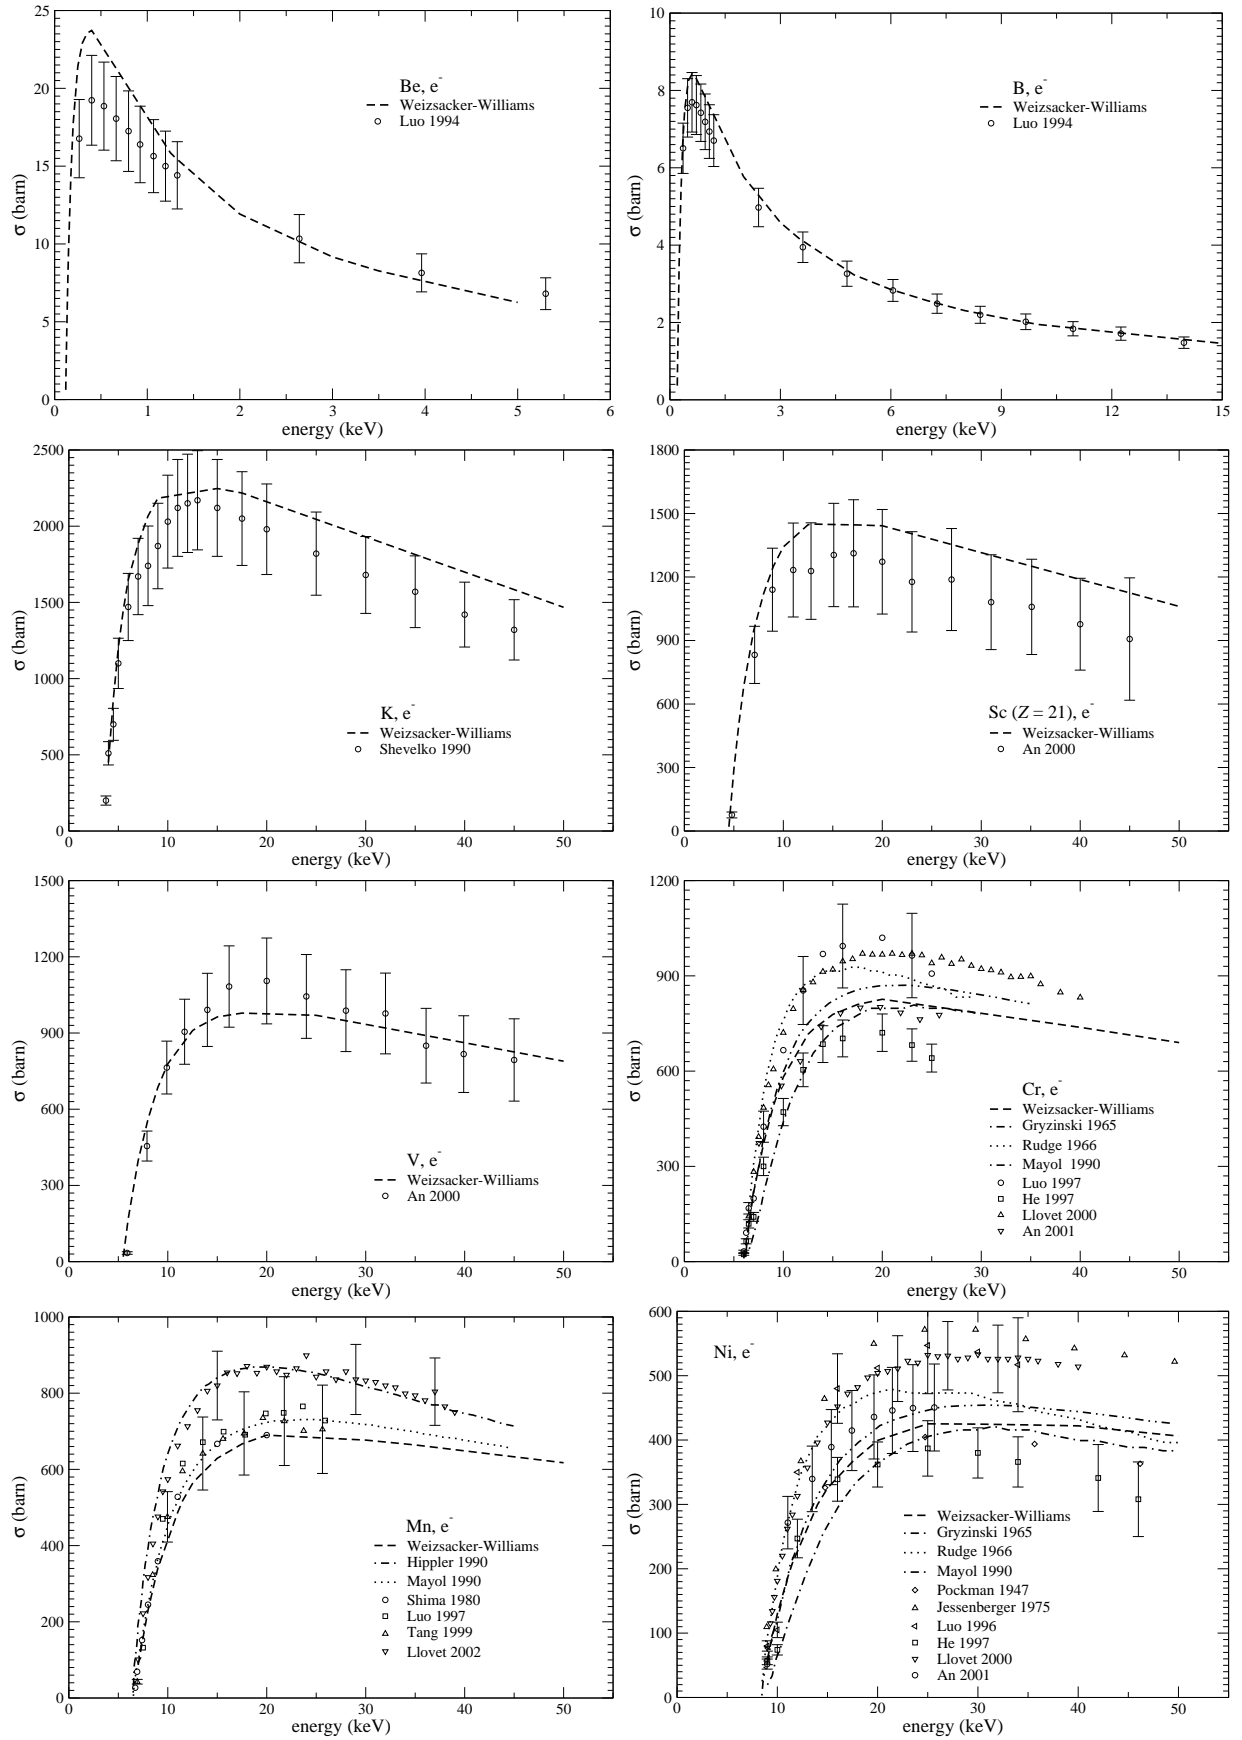 25
20
15
10
5
0
σ (barn)
Be, e-
Weizsacker-Williams
Luo 1994
0 1 2 3 4 5 6
energy (keV)
10
8
6
4
2
0
σ (barn)
B, e-
Weizsacker-Williams
Luo 1994
0 3 6 9 12 15
energy (keV)
2500
2000
1500
1000
500
0
σ (barn)
K, e-
Weizsacker-Williams
Shevelko 1990
0 10 20 30 40 50
energy (keV)
1800
1500
1200
900
600
300
0
σ (barn)
Sc (Z = 21), e-
Weizsacker-Williams
An 2000
0 10 20 30 40 50
energy (keV)
1500
1200
900
600
300
0
σ (barn)
V, e-
Weizsacker-Williams
An 2000
0 10 20 30 40 50
energy (keV)
1200
900
600
300
0
σ (barn)
Cr, e-
Weizsacker-Williams
Gryzinski 1965
Rudge 1966
Mayol 1990
Luo 1997
He 1997
Llovet 2000
An 2001
0 10 20 30 40 50
energy (keV)
1000
800
600
400
200
0
σ (barn)
Mn, e-
Weizsacker-Williams
Hippler 1990
Mayol 1990
Shima 1980
Luo 1997
Tang 1999
Llovet 2002
0 10 20 30 40 50
energy (keV)
600
500
400
300
200
100
0
σ (barn)
Ni, e-
Weizsacker-Williams
Gryzinski 1965
Rudge 1966
Mayol 1990
Pockman 1947
Jessenberger 1975
Luo 1996
He 1997
Llovet 2000
An 2001
0 10 20 30 40 50
energy (keV)